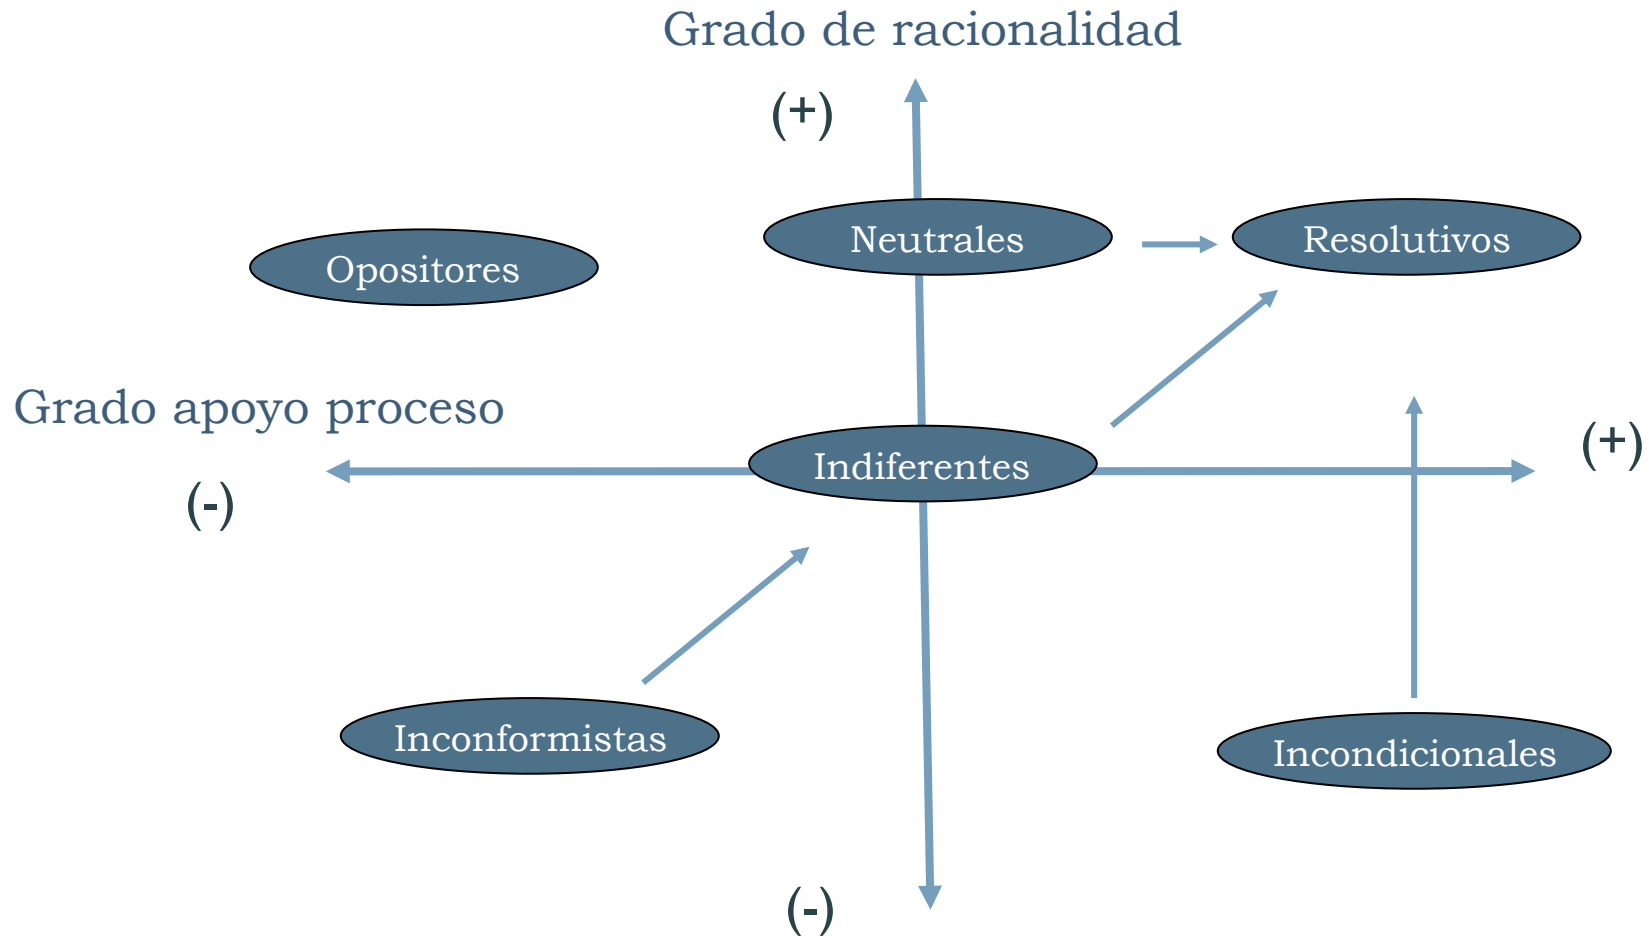 Grado de racionalidad
(+)
Neutrales
Resolutivos
Opositores
Grado apoyo proceso
(+)
Indiferentes
(-)
Inconformistas
Incondicionales
(-)